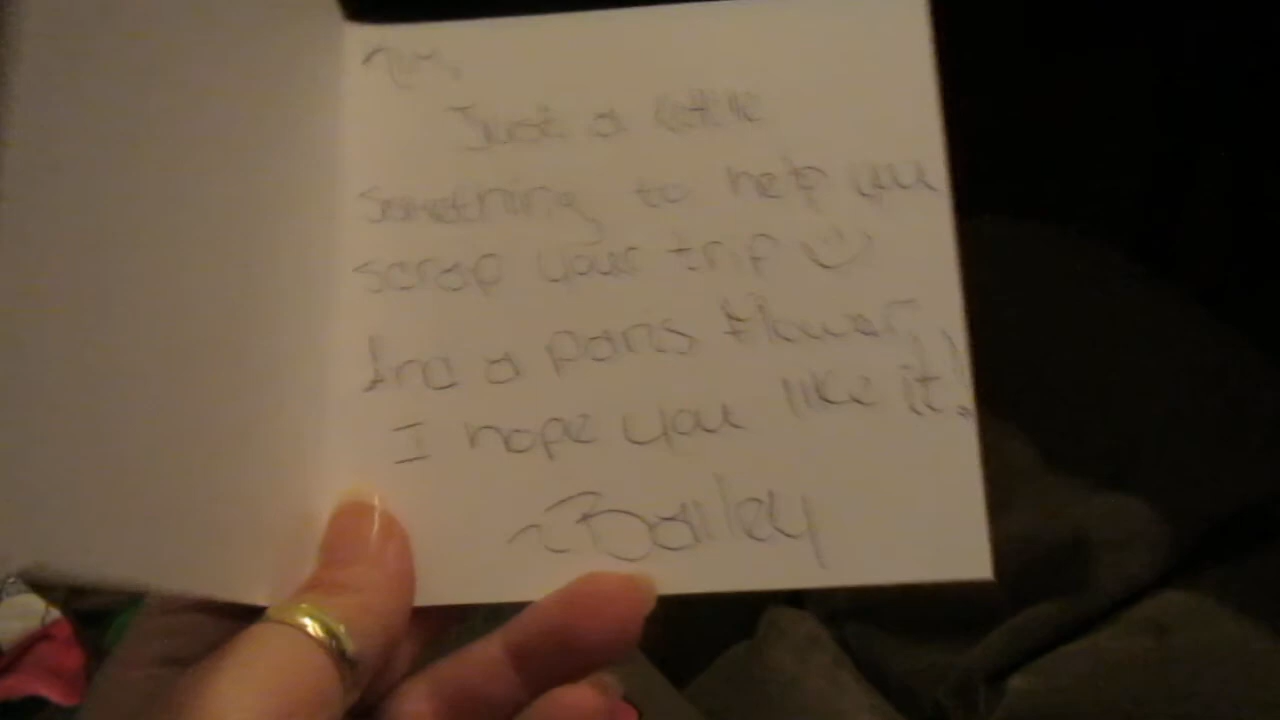 Just a little
something to help you
scrap your trip
And a paris flower,
I hope you like it!
~Bailey